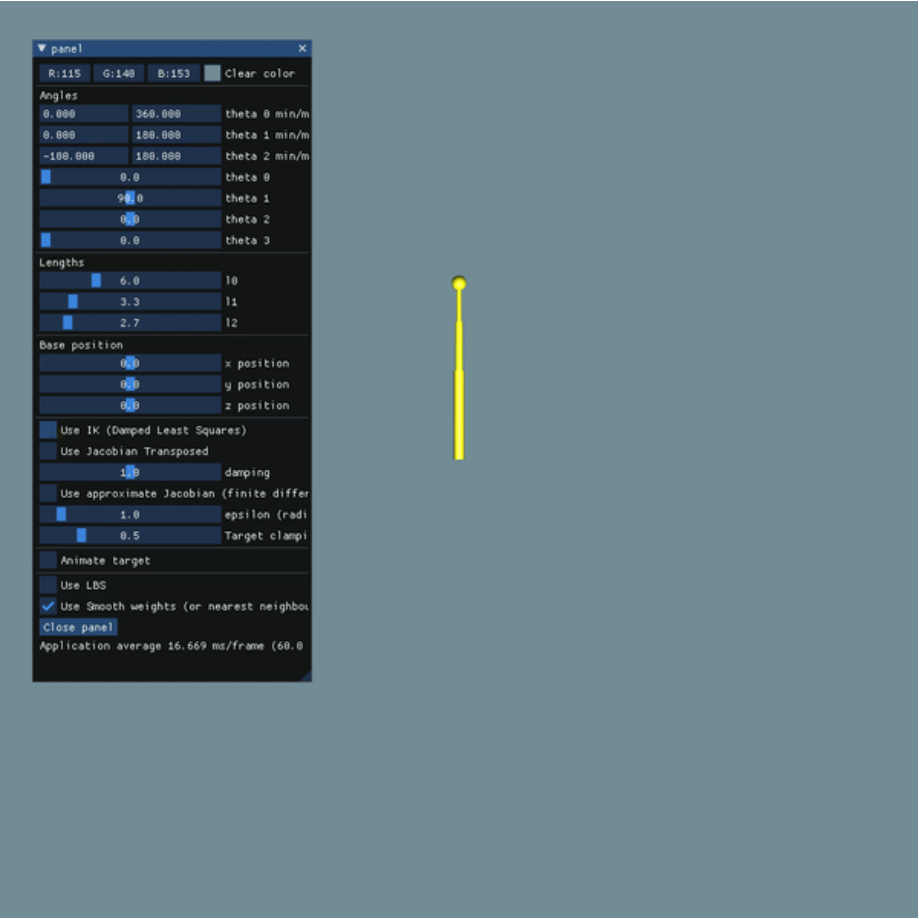 panel
R:115 G:140 B:153 Clear color
Angles
0.000 360.000 theta 0 min/m
0.000 180.000 theta 1 min/m
-180.000 180.000 theta 2 min/m
0.0 theta 0
90.0 theta 1
0.0 theta 2
0.0 theta 3
Lengths
6.0 l0
3.3 l1
2.7 l2
Base position
0.0 x position
0.0 y position
0.0 z position
Use IK (Damped Least Squares)
Use Jacobian Transposed
1.0 damping
Use approximate Jacobian (finite differ
1.0 epsilon (radi
0.5 Target clampi
Animate target
Use LBS
Use Smooth weights (or nearest neighbou
Close panel
Application average 16.669 ms/frame (60.0